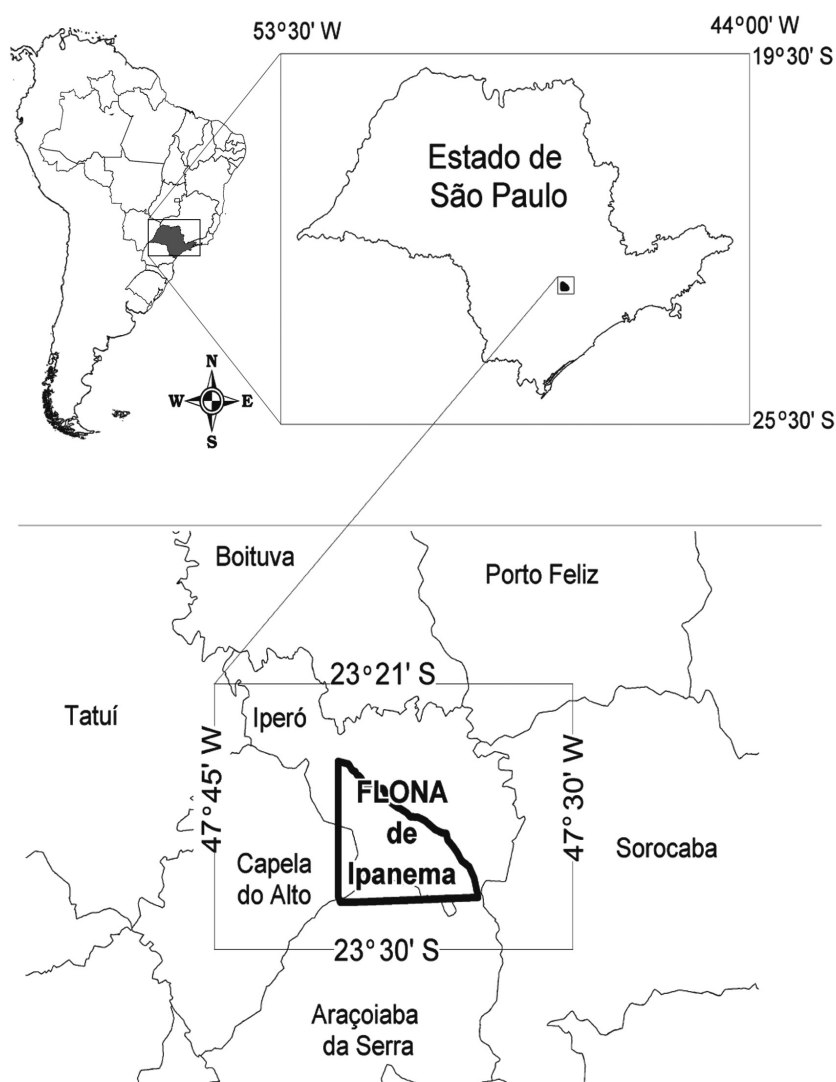 53°30' W
44°00' W
19°30' S
Estado de
São Paulo
N
W
E
S
25°30' S
Boituva
Porto Feliz
23°21' S
Tatuí
Iperó
47°45' W
47°30' W
FLONA
de
Ipanema
Sorocaba
Capela
do Alto
23°30' S
Araçoiaba
da Serra